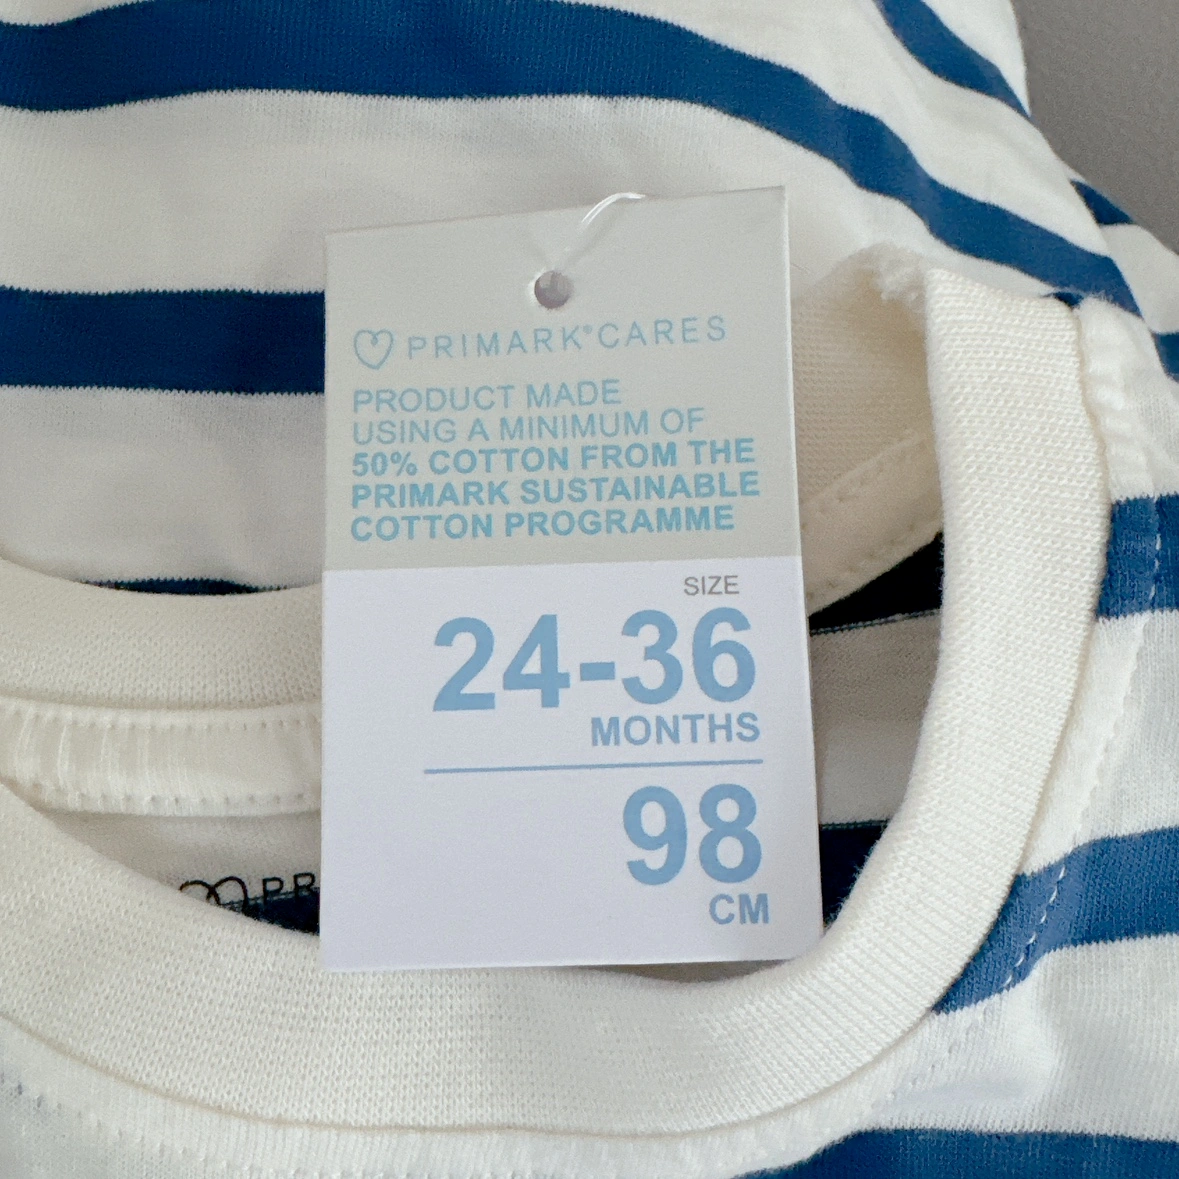 PRIMARK®CARES
PRODUCT MADE
USING A MINIMUM OF
50% COTTON FROM THE
PRIMARK SUSTAINABLE
COTTON PROGRAMME
SIZE
24-36
MONTHS
98
CM
PR